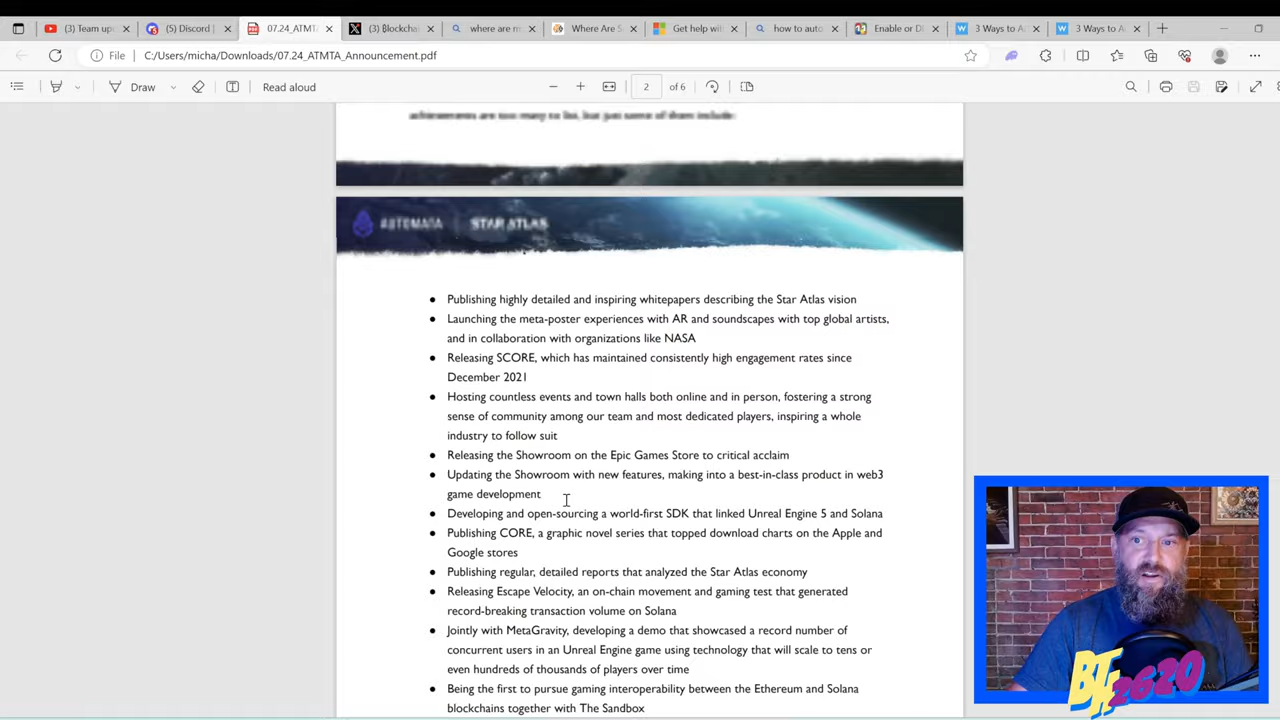 (3) Team up
(5) Discord |
07.24_ATMT
(3) Blockchain
where are m
Where Are S
Get help wit
how to auto
Enable or D
3 Ways to A
3 Ways to A
File C:/Users/micha/Downloads/07.24_ATMTA_Announcement.pdf
Draw Read aloud 2 of 6
achievements are too many to list, but just some of them include:
STAR ATLAS
● Publishing highly detailed and inspiring whitepapers describing the Star Atlas vision
● Launching the meta-poster experiences with AR and soundscapes with top global artists,
and in collaboration with organizations like NASA
● Releasing SCORE, which has maintained consistently high engagement rates since
December 2021
● Hosting countless events and town halls both online and in person, fostering a strong
sense of community among our team and most dedicated players, inspiring a whole
industry to follow suit
● Releasing the Showroom on the Epic Games Store to critical acclaim
● Updating the Showroom with new features, making into a best-in-class product in web3
game development
● Developing and open-sourcing a world-first SDK that linked Unreal Engine 5 and Solana
● Publishing CORE, a graphic novel series that topped download charts on the Apple and
Google stores
● Publishing regular, detailed reports that analyzed the Star Atlas economy
● Releasing Escape Velocity, an on-chain movement and gaming test that generated
record-breaking transaction volume on Solana
● Jointly with MetaGravity, developing a demo that showcased a record number of
concurrent users in an Unreal Engine game using technology that will scale to tens or
even hundreds of thousands of players over time
● Being the first to pursue gaming interoperability between the Ethereum and Solana
blockchains together with The Sandbox